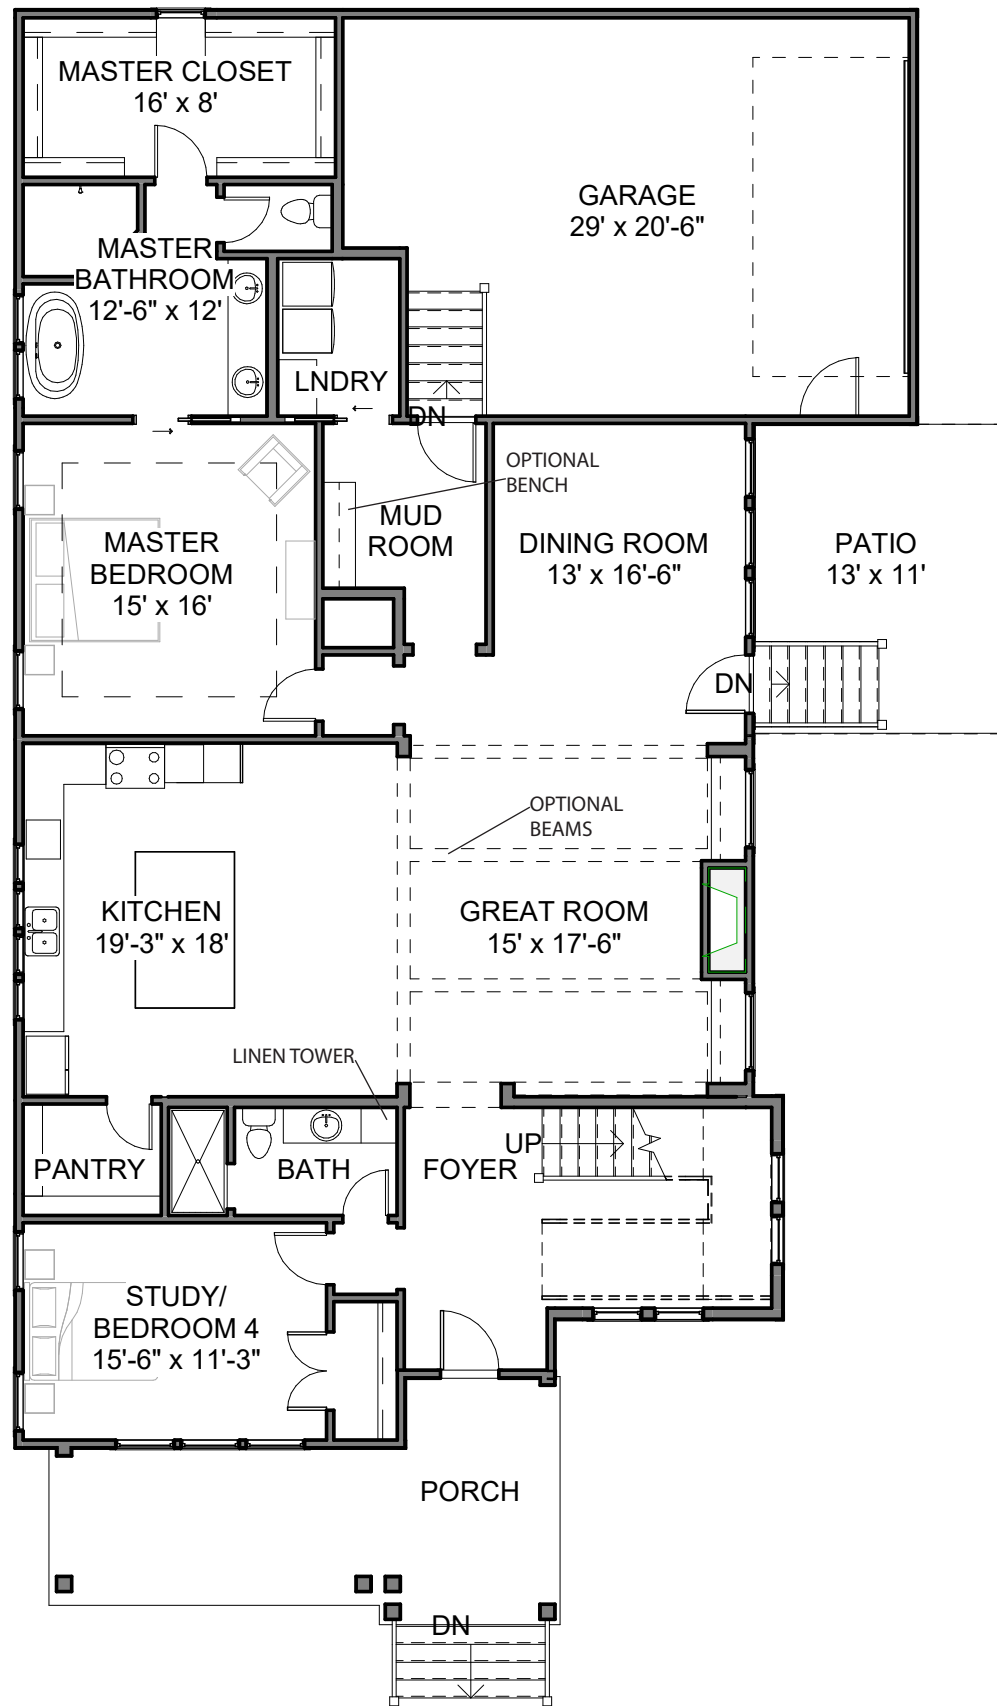 MASTER CLOSET
16' x 8'
GARAGE
29' x 20'-6"
MASTER
BATHROOM
12'-6" x 12'
LNDRY
DN
OPTIONAL
BENCH
MUD
ROOM
MASTER
BEDROOM
15' x 16'
DINING ROOM
13' x 16'-6"
PATIO
13' x 11'
DN
OPTIONAL
BEAMS
KITCHEN
19'-3" x 18'
GREAT ROOM
15' x 17'-6"
LINEN TOWER
PANTRY
BATH
FOYER
UP
STUDY/
BEDROOM 4
15'-6" x 11'-3"
PORCH
DN